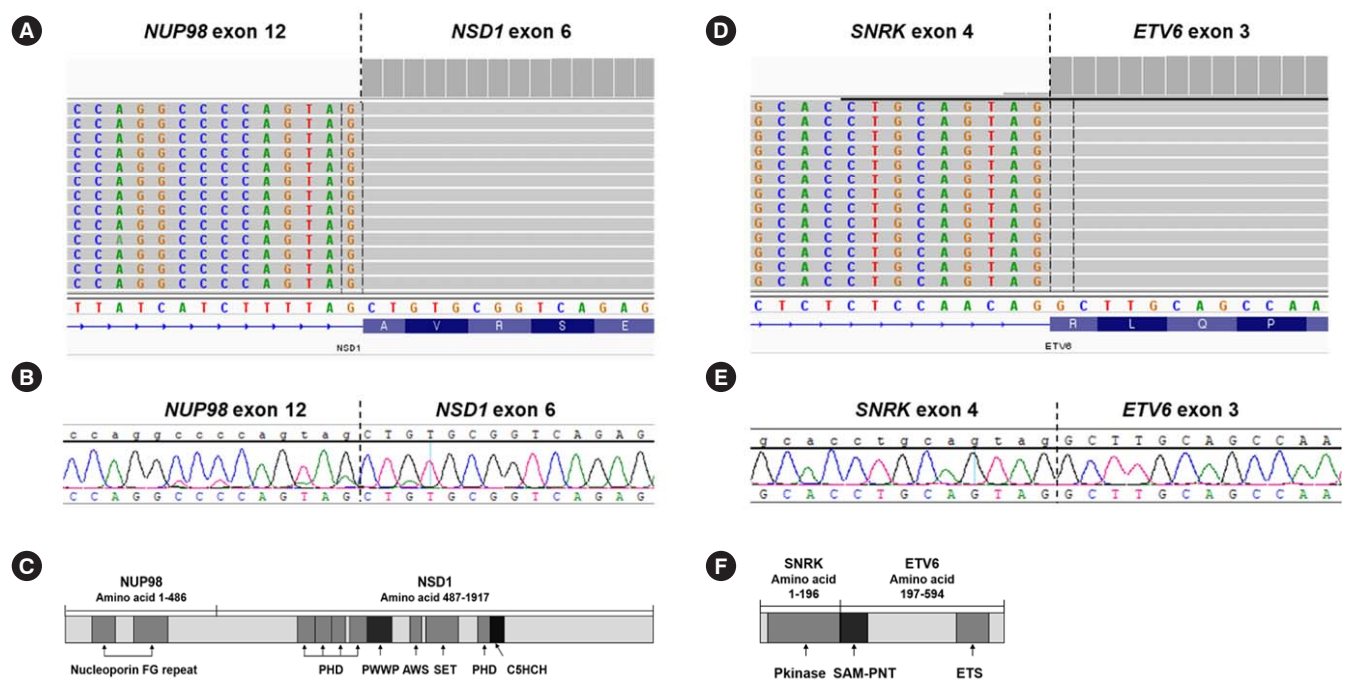 A
NUP98 exon 12 NSD1 exon 6
C C A G G C C C C A G T A G
C C A G G C C C C A G T A G
C C A G G C C C C A G T A G
C C A G G C C C C A G T A G
C C A G G C C C C A G T A G
C C A G G C C C C A G T A G
C C A G G C C C C A G T A G
C C A G G C C C C A G T A G
C C A G G C C C C A G T A G
C C A G G C C C C A G T A G
C C A G G C C C C A G T A G
C C A G G C C C C A G T A G
C C A G G C C C C A G T A G
T T A T C A T C T T T T A G C T G T G C G G T C A G A G
A V R S E
NSD1
B
NUP98 exon 12 NSD1 exon 6
c c a g g c c c c a g t a g C T G T G C G G T C A G A G
C C A G G C C C C A G T A G C T G T G C G G T C A G A G
C
NUP98 NSD1
Amino acid 1-486 Amino acid 487-1917
Nucleoporin FG repeat PHD PWWP AWS SET PHD C5HCH
D
SNRK exon 4 ETV6 exon 3
G C A C C T G C A G T A G
G C A C C T G C A G T A G
G C A C C T G C A G T A G
G C A C C T G C A G T A G
G C A C C T G C A G T A G
G C A C C T G C A G T A G
G C A C C T G C A G T A G
G C A C C T G C A G T A G
G C A C C T G C A G T A G
G C A C C T G C A G T A G
G C A C C T G C A G T A G
G C A C C T G C A G T A G
G C A C C T G C A G T A G
C T C T C T C C A A C A G G C T T G C A G C C A A
R L Q P
ETV6
E
SNRK exon 4 ETV6 exon 3
g c a c c t g c a g t a g G C T T G C A G C C A A
G C A C C T G C A G T A G G C T T G C A G C C A A
F
SNRK ETV6
Amino acid Amino acid
1-196 197-594
Pkinase SAM-PNT ETS